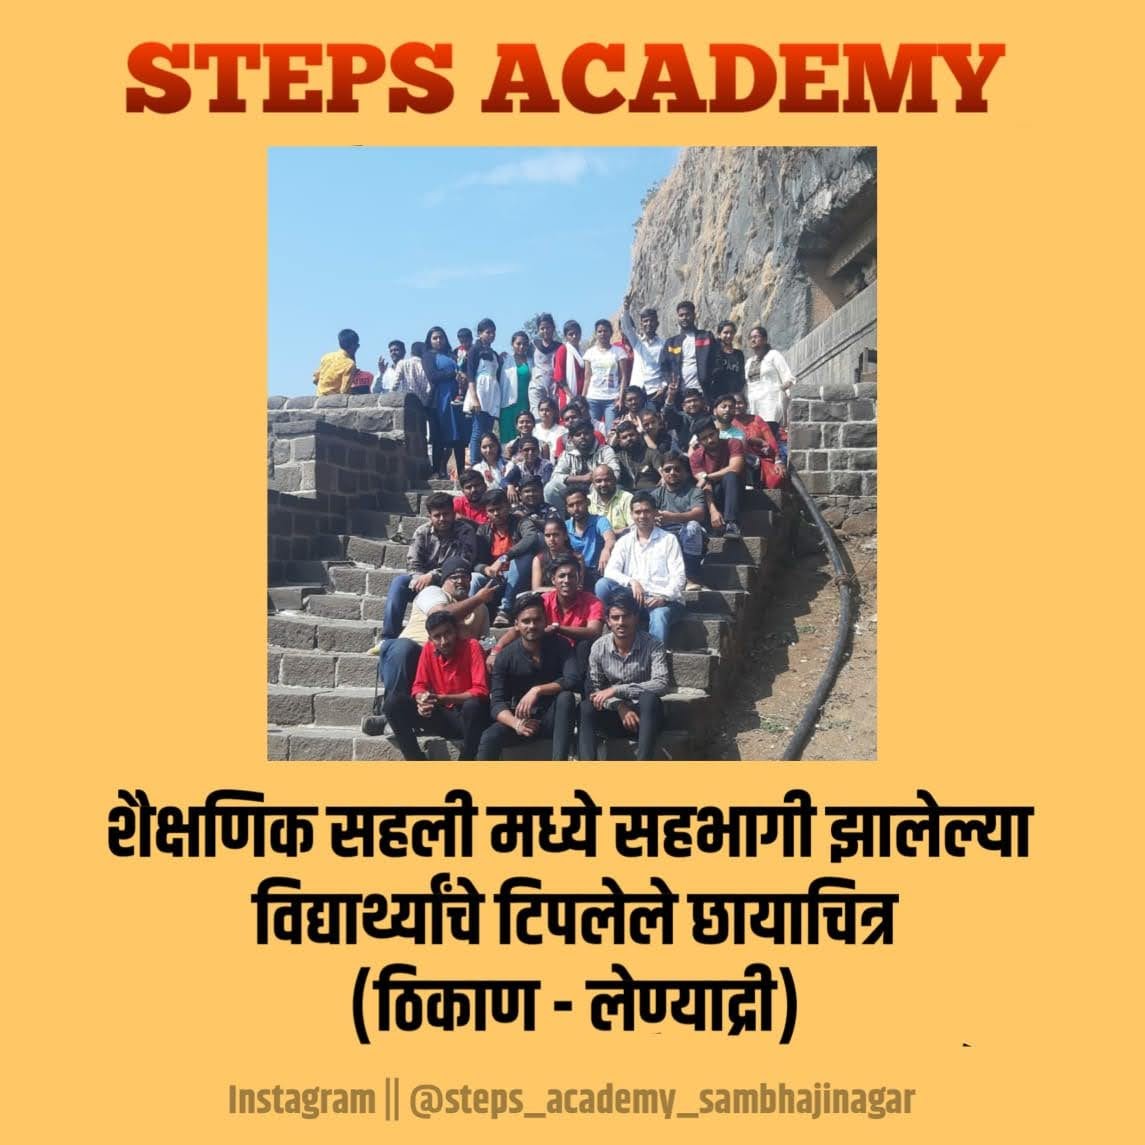 STEPS ACADEMY
शैक्षणिक सहली मध्ये सहभागी झालेल्या
विद्यार्थ्यांचे टिपलेले छायाचित्र
(ठिकाण - लेण्याद्री)
Instagram || @steps_academy_sambhajinagar